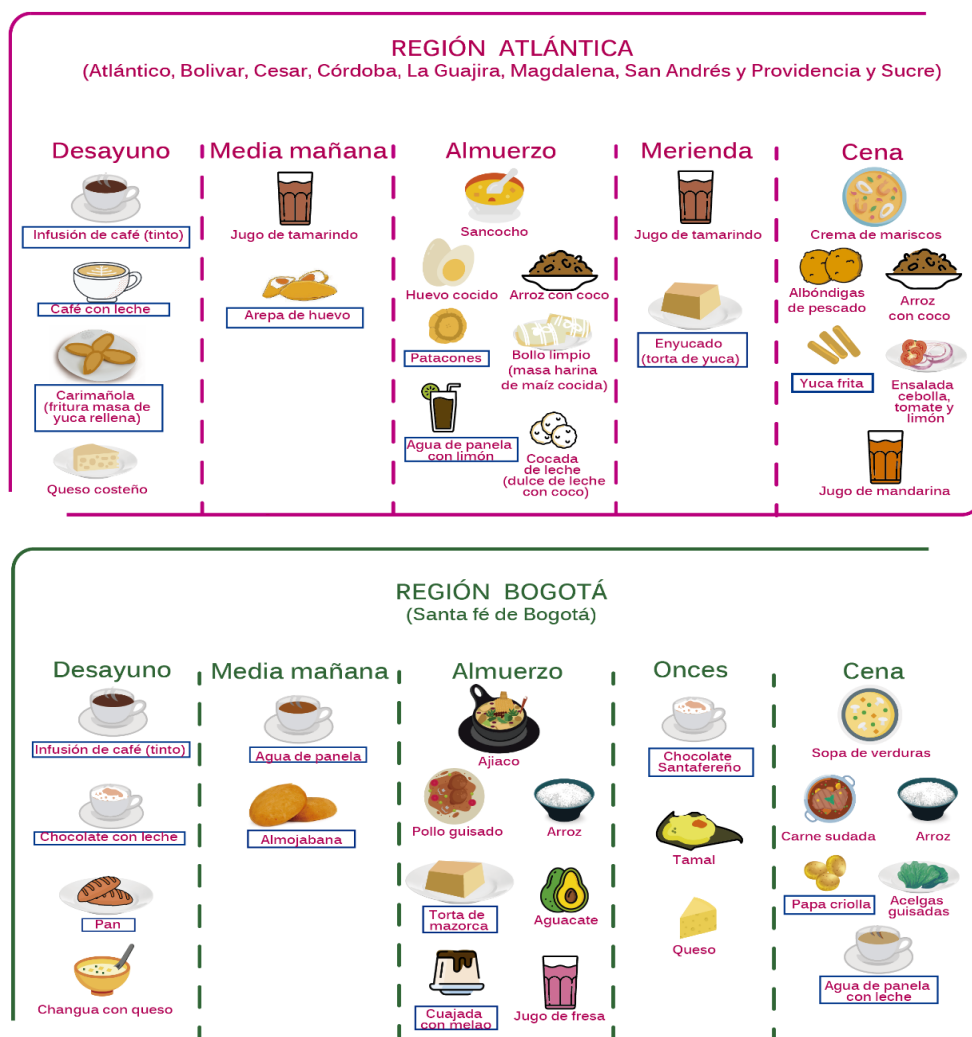 REGIÓN ATLÁNTICA
(Atlántico, Bolivar, Cesar, Córdoba, La Guajira, Magdalena, San Andrés y Providencia y Sucre)
Desayuno
Infusión de café (tinto)
Café con leche
Carimañola
(fritura masa de
yuca rellena)
Queso costeño
Media mañana
Jugo de tamarindo
Arepa de huevo
Almuerzo
Sancocho
Huevo cocido
Arroz con coco
Patacones
Bollo limpio
(masa harina
de maíz cocida)
Agua de panela
con limón
Cocada
de leche
(dulce de leche
con coco)
Merienda
Jugo de tamarindo
Enyucado
(torta de yuca)
Cena
Crema de mariscos
Albóndigas
de pescado
Arroz
con coco
Yuca frita
Ensalada
cebolla,
tomate y
limón
Jugo de mandarina
REGIÓN BOGOTÁ
(Santa fé de Bogotá)
Desayuno
Infusión de café (tinto)
Chocolate con leche
Pan
Changua con queso
Media mañana
Agua de panela
Almojabana
Almuerzo
Ajiaco
Pollo guisado
Arroz
Torta de
mazorca
Aguacate
Cuajada
con melao
Jugo de fresa
Onces
Chocolate
Santafereño
Tamal
Queso
Cena
Sopa de verduras
Carne sudada
Arroz
Papa criolla
Acelgas
guisadas
Agua de panela
con leche